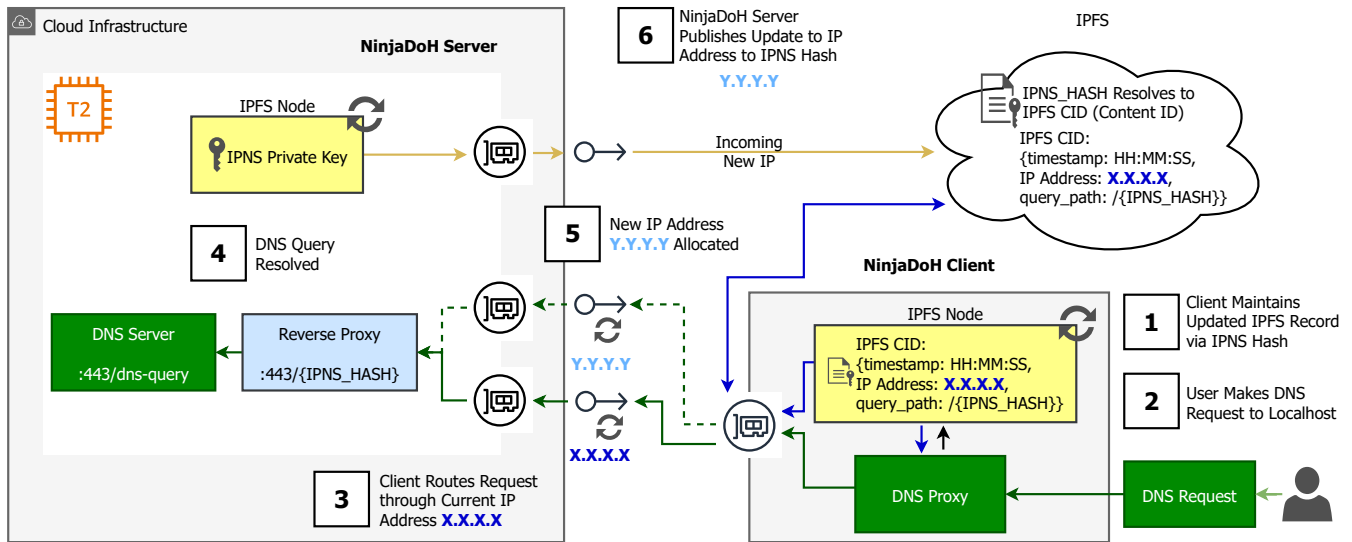 Cloud Infrastructure
NinjaDoH Server
T2
IPFS Node
IPNS Private Key
6
NinjaDoH Server
Publishes Update to IP
Address to IPNS Hash
Y.Y.Y.Y
Incoming
New IP
IPFS
IPNS_HASH Resolves to
IPFS CID (Content ID)
IPFS CID:
{timestamp: HH:MM:SS,
IP Address: X.X.X.X,
query_path: /{IPNS_HASH}}
4
DNS Query
Resolved
5
New IP Address
Y.Y.Y.Y Allocated
DNS Server
:443/dns-query
Reverse Proxy
:443/{IPNS_HASH}
Y.Y.Y.Y
X.X.X.X
3
Client Routes Request
through Current IP
Address X.X.X.X
NinjaDoH Client
IPFS Node
IPFS CID:
{timestamp: HH:MM:SS,
IP Address: X.X.X.X,
query_path: /{IPNS_HASH}}
DNS Proxy
1
Client Maintains
Updated IPFS Record
via IPNS Hash
2
User Makes DNS
Request to Localhost
DNS Request